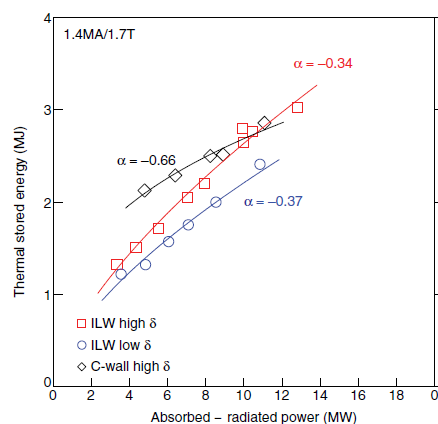 1.4MA/1.7T
α = –0.34
α = –0.66
α = –0.37
4
3
2
1
0
Thermal stored energy (MJ)
ILW high δ
ILW low δ
C-wall high δ
0 2 4 6 8 10 12 14 16 18 0
Absorbed – radiated power (MW)